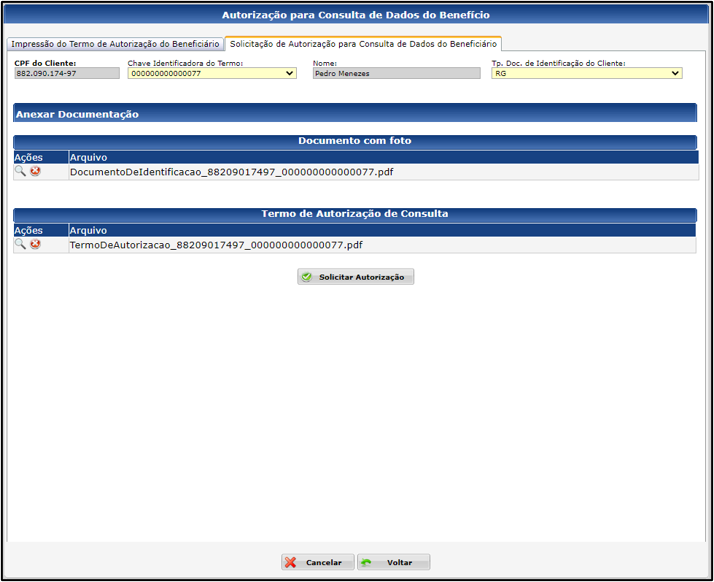 Autorização para Consulta de Dados do Benefício
Impressão do Termo de Autorização do Beneficiário Solicitação de Autorização para Consulta de Dados do Beneficiário
CPF do Cliente: Chave Identificadora do Termo: Nome: Tp. Doc. de Identificação do Cliente:
882.090.174-97 000000000000077 Pedro Menezes RG
Anexar Documentação
Documento com foto
Ações Arquivo
DocumentoDeIdentificacao_88209017497_000000000000077.pdf
Termo de Autorização de Consulta
Ações Arquivo
TermoDeAutorizacao_88209017497_000000000000077.pdf
Solicitar Autorização
Cancelar Voltar